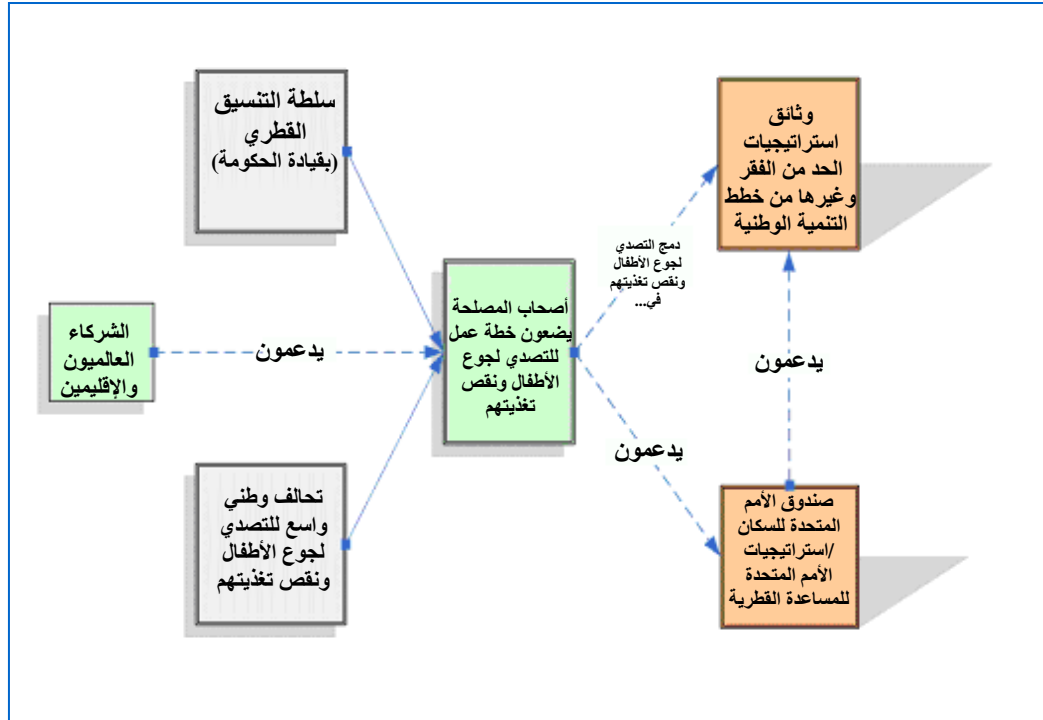 سلطة التنسيق
القطري
(بقيادة الحكومة)
وثائق
استراتيجيات
الحد من الفقر
وغيرها من خطط
التنمية الوطنية
دمج التصدي
لجوع الأطفال
ونقص تغذيتهم
في...
أصحاب المصلحة
يضعون خطة عمل
للتصدي لجوع
الأطفال ونقص
تغذيتهم
الشركاء
العالميون
والإقليمين
يدعمون
يدعمون
يدعمون
تحالف وطني
واسع للتصدي
لجوع الأطفال
ونقص تغذيتهم
صندوق الأمم
المتحدة للسكان
/استراتيجيات
الأمم المتحدة
للمساعدة القطرية